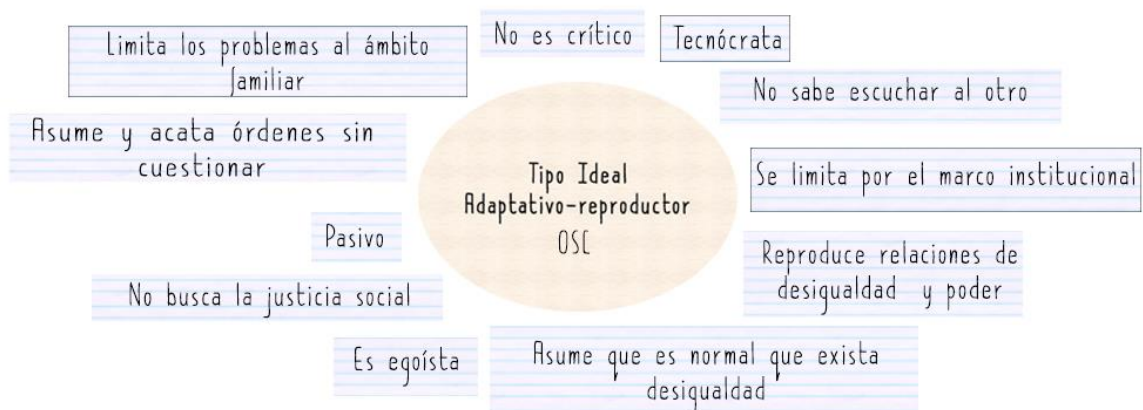 No es crítico
Tecnócrata
Limita los problemas al ámbito
familiar
No sabe escuchar al otro
Asume y acata órdenes sin
cuestionar
Tipo Ideal
Adaptativo-reproductor
OSC
Se limita por el marco institucional
Pasivo
Reproduce relaciones de
desigualdad y poder
No busca la justicia social
Es egoísta
Asume que es normal que exista
desigualdad